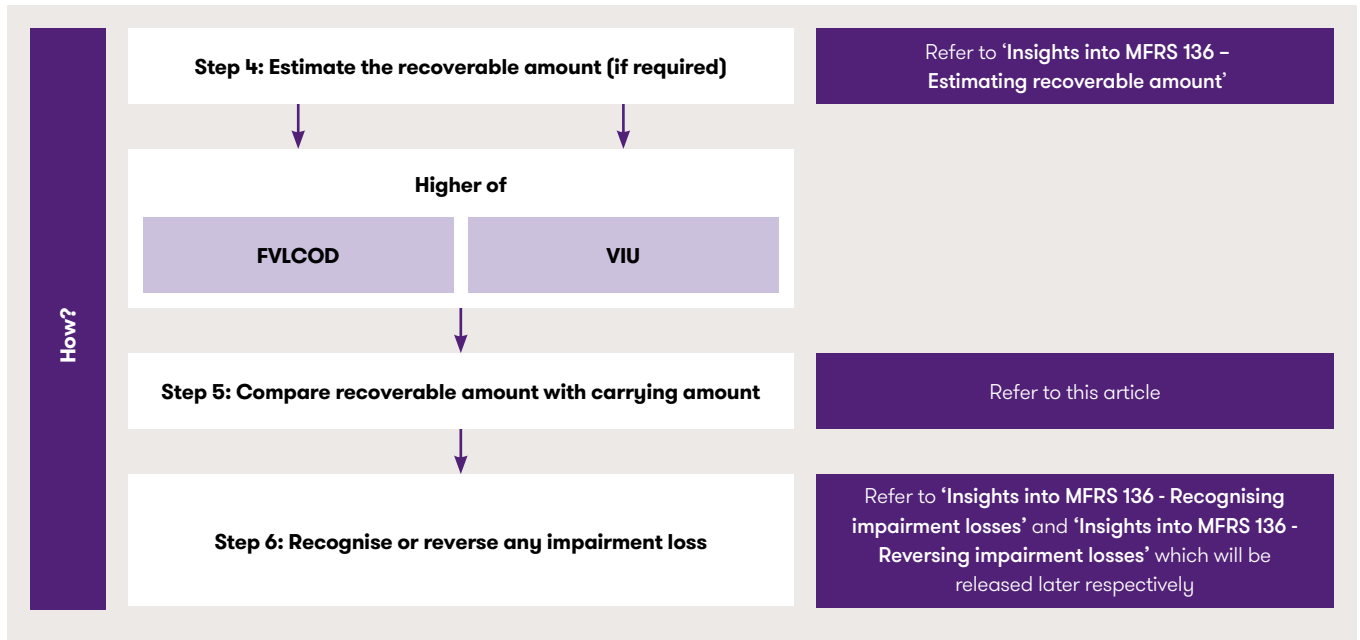 How?
Step 4: Estimate the recoverable amount (if required)
Refer to ‘Insights into MFRS 136 –
Estimating recoverable amount’
Higher of
FVLCOD
VIU
Step 5: Compare recoverable amount with carrying amount
Refer to this article
Step 6: Recognise or reverse any impairment loss
Refer to ‘Insights into MFRS 136 - Recognising
impairment losses’ and ‘Insights into MFRS 136 -
Reversing impairment losses’ which will be
released later respectively